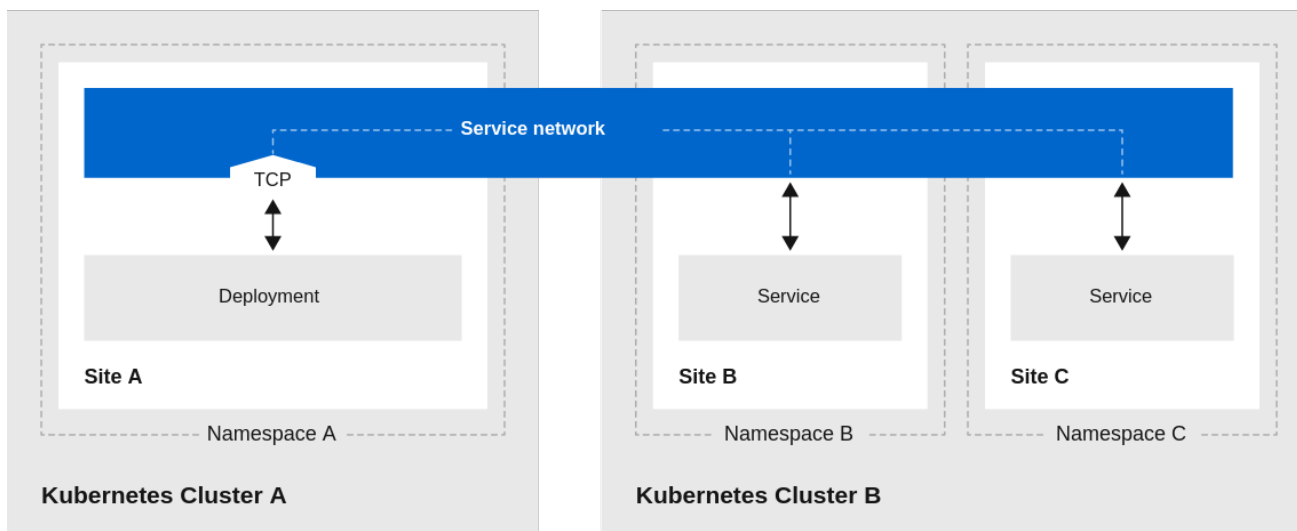 Service network
TCP
Deployment
Service
Service
Site A
Site B
Site C
Namespace A
Namespace B
Namespace C
Kubernetes Cluster A
Kubernetes Cluster B